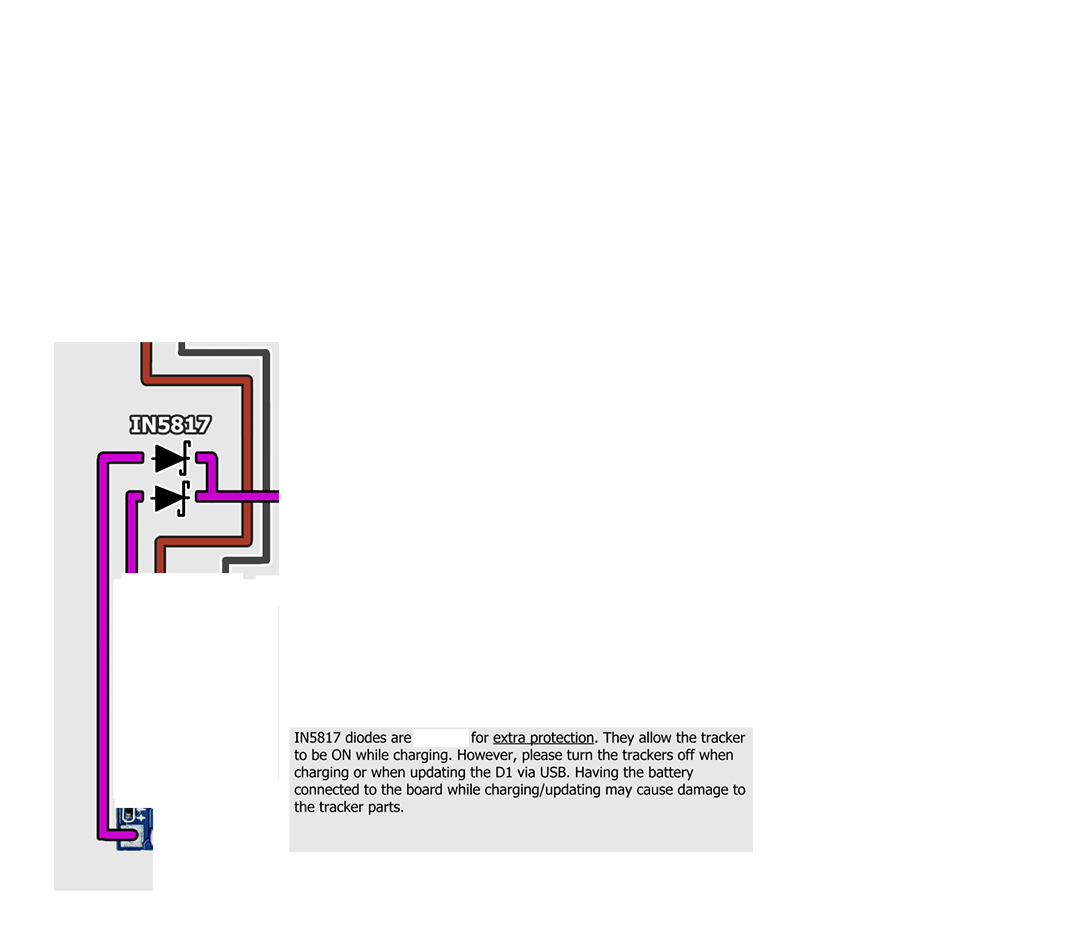 IN5817
IN5817 diodes are for extra protection. They allow the tracker
to be ON while charging. However, please turn the trackers off when
charging or when updating the D1 via USB. Having the battery
connected to the board while charging/updating may cause damage to
the tracker parts.